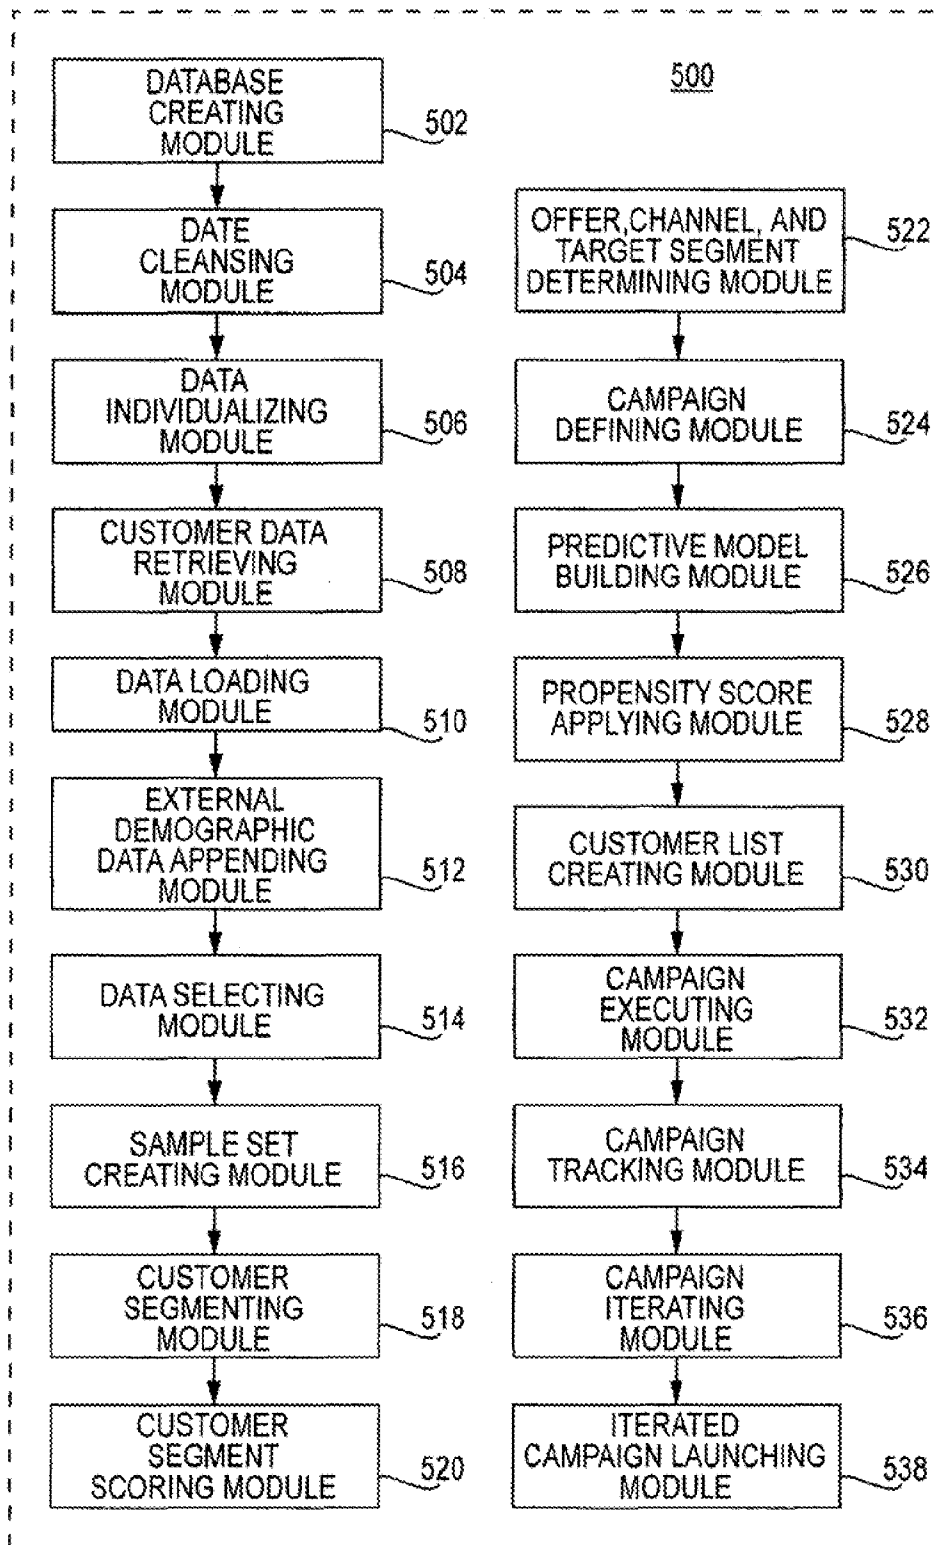 500
DATABASE
CREATING
MODULE
502
DATE
CLEANSING
MODULE
504
DATA
INDIVIDUALIZING
MODULE
506
CUSTOMER DATA
RETRIEVING
MODULE
508
DATA LOADING
MODULE
510
EXTERNAL
DEMOGRAPHIC
DATA APPENDING
MODULE
512
DATA SELECTING
MODULE
514
SAMPLE SET
CREATING MODULE
516
CUSTOMER
SEGMENTING
MODULE
518
CUSTOMER
SEGMENT
SCORING MODULE
520
OFFER, CHANNEL, AND
TARGET SEGMENT
DETERMINING MODULE
522
CAMPAIGN
DEFINING MODULE
524
PREDICTIVE MODEL
BUILDING MODULE
526
PROPENSITY SCORE
APPLYING MODULE
528
CUSTOMER LIST
CREATING MODULE
530
CAMPAIGN
EXECUTING
MODULE
532
CAMPAIGN
TRACKING MODULE
534
CAMPAIGN
ITERATING
MODULE
536
ITERATED
CAMPAIGN LAUNCHING
MODULE
538